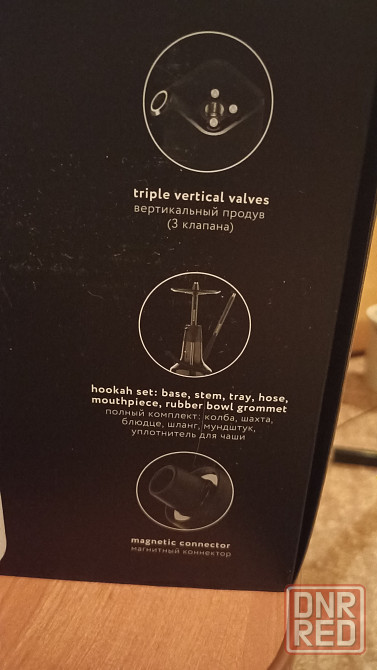 triple vertical valves
вертикальный продув
(3 клапана)
hookah set: base, stem, tray, hose,
mouthpiece, rubber bowl grommet
полный комплект: колба, шахта,
блюдце, шланг, мундштук,
уплотнитель для чаши
magnetic connector
магнитный коннектор
DNR
RED